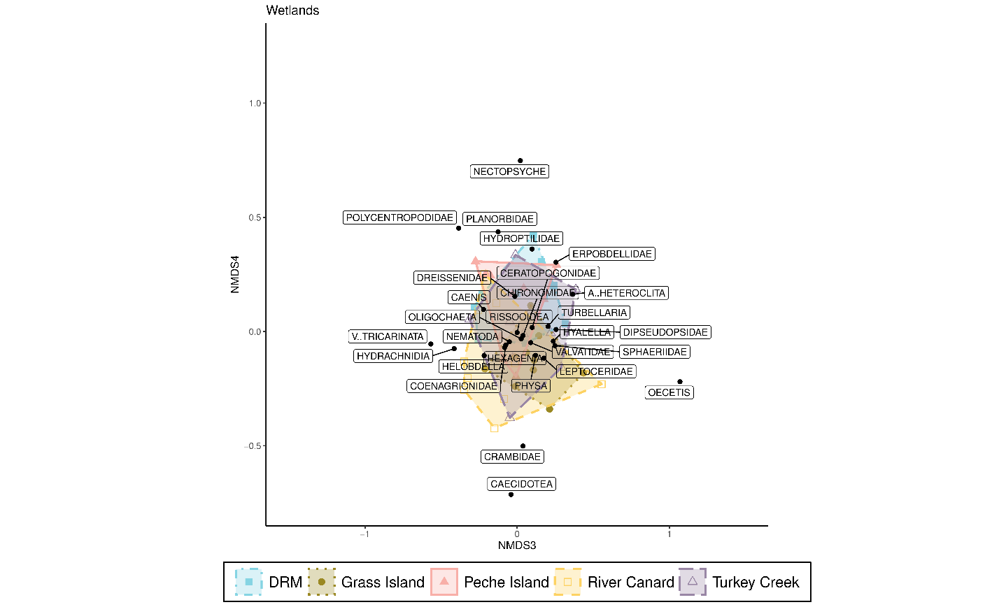 Wetlands
1.0
NECTOPSYCHE
0.5
POLYCENTROPODIDAE
PLANORBIDAE
HYDROPTILIDAE
ERPOBDELLIDAE
NMDS4
CERATOPOGONIDAE
DREISSENIDAE
CHIRONOMIDAE
A..HETEROCLITA
CAENIS
TURBELLARIA
OLIGOCHAETA
RISSOOIDEA
0.0
HYALELLA
DIPSEUDOPSIDAE
V..TRICARINATA
NEMATODA
VALVATIDAE
SPHAERIIDAE
HYDRACHNIDIA
HEXAGENIA
HELOBDELLA
LEPTOCERIDAE
COENAGRIONIDAE
PHYSA
OECETIS
−0.5
CRAMBIDAE
CAECIDOTEA
−1
0
1
NMDS3
DRM
Grass Island
Peche Island
River Canard
Turkey Creek